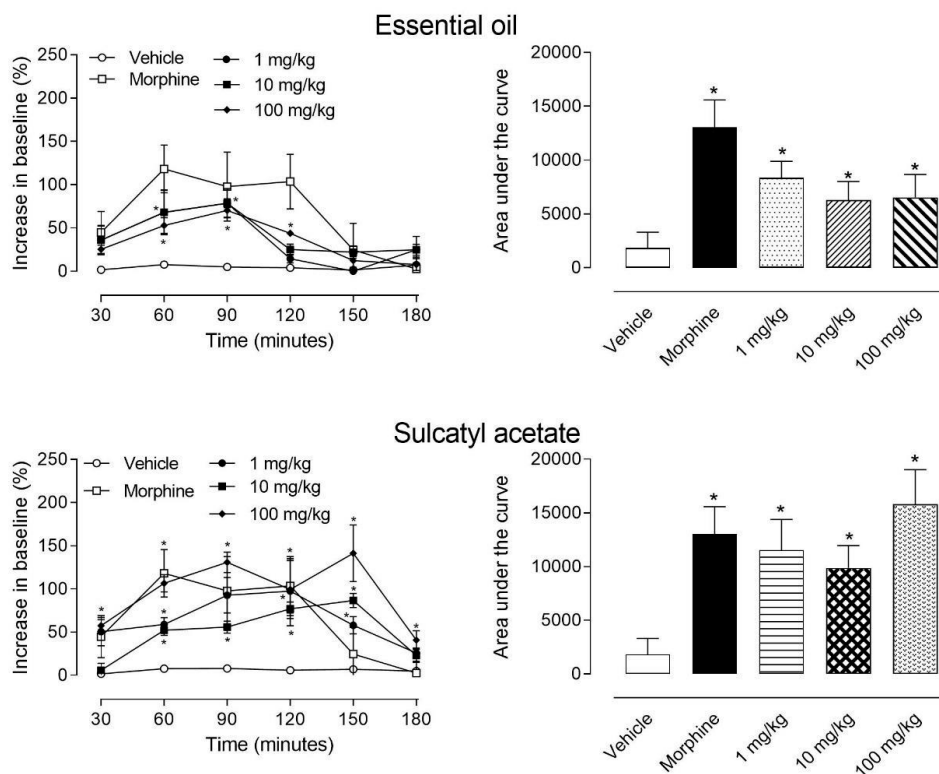 Essential oil
Increase in baseline (%)
250
200
150
100
50
0
Vehicle
Morphine
1 mg/kg
10 mg/kg
100 mg/kg
* * * * *
30 60 90 120 150 180
Time (minutes)
Area under the curve
20000
15000
10000
5000
0
* * * *
Vehicle
Morphine
1 mg/kg
10 mg/kg
100 mg/kg
Sulcatyl acetate
Increase in baseline (%)
250
200
150
100
50
0
Vehicle
Morphine
1 mg/kg
10 mg/kg
100 mg/kg
* * * * * * * * * * * * *
30 60 90 120 150 180
Time (minutes)
Area under the curve
20000
15000
10000
5000
0
* * * *
Vehicle
Morphine
1 mg/kg
10 mg/kg
100 mg/kg